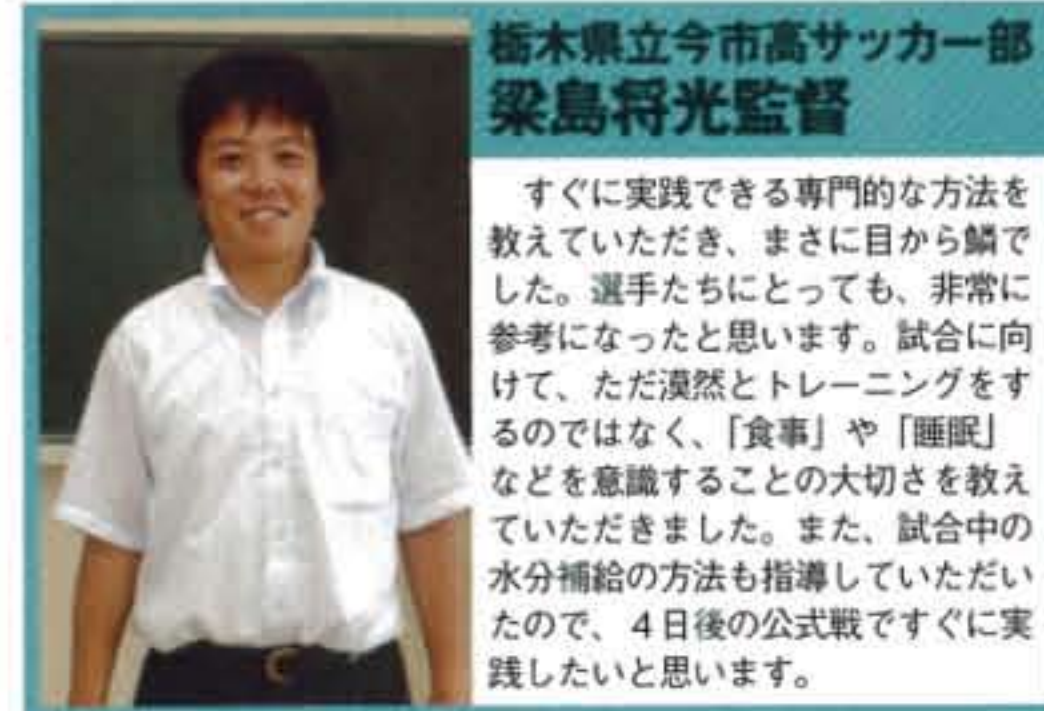 栃木県立今市高サッカー部
梁島将光監督
すぐに実践できる専門的な方法を
教えていただき、まさに目から鱗で
した。選手たちにとっても、非常に
参考になったと思います。試合に向
けて、ただ漠然とトレーニングをす
るのではなく、「食事」や「睡眠」
などを意識することの大切さを教え
ていただきました。また、試合中の
水分補給の方法も指導していただい
たので、4日後の公式戦ですぐに実
践したいと思います。